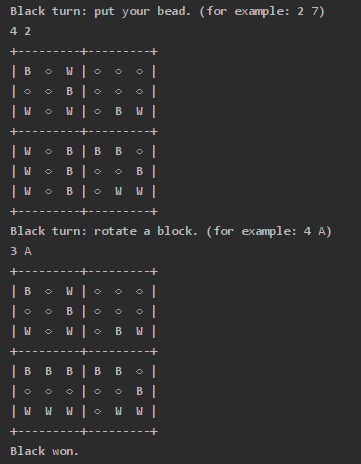 Black turn: put your bead. (for example: 2 7)
4 2
+---------+---------+
| B  ○  W | ○  ○  ○ |
| ○  ○  B | ○  ○  ○ |
| W  ○  W | ○  B  W |
+---------+---------+
| W  ○  B | B  B  ○ |
| W  ○  B | ○  ○  B |
| W  ○  B | ○  W  W |
+---------+---------+
Black turn: rotate a block. (for example: 4 A)
3 A
+---------+---------+
| B  ○  W | ○  ○  ○ |
| ○  ○  B | ○  ○  ○ |
| W  ○  W | ○  B  W |
+---------+---------+
| B  B  B | B  B  ○ |
| ○  ○  ○ | ○  ○  B |
| W  W  W | ○  W  W |
+---------+---------+
Black won.